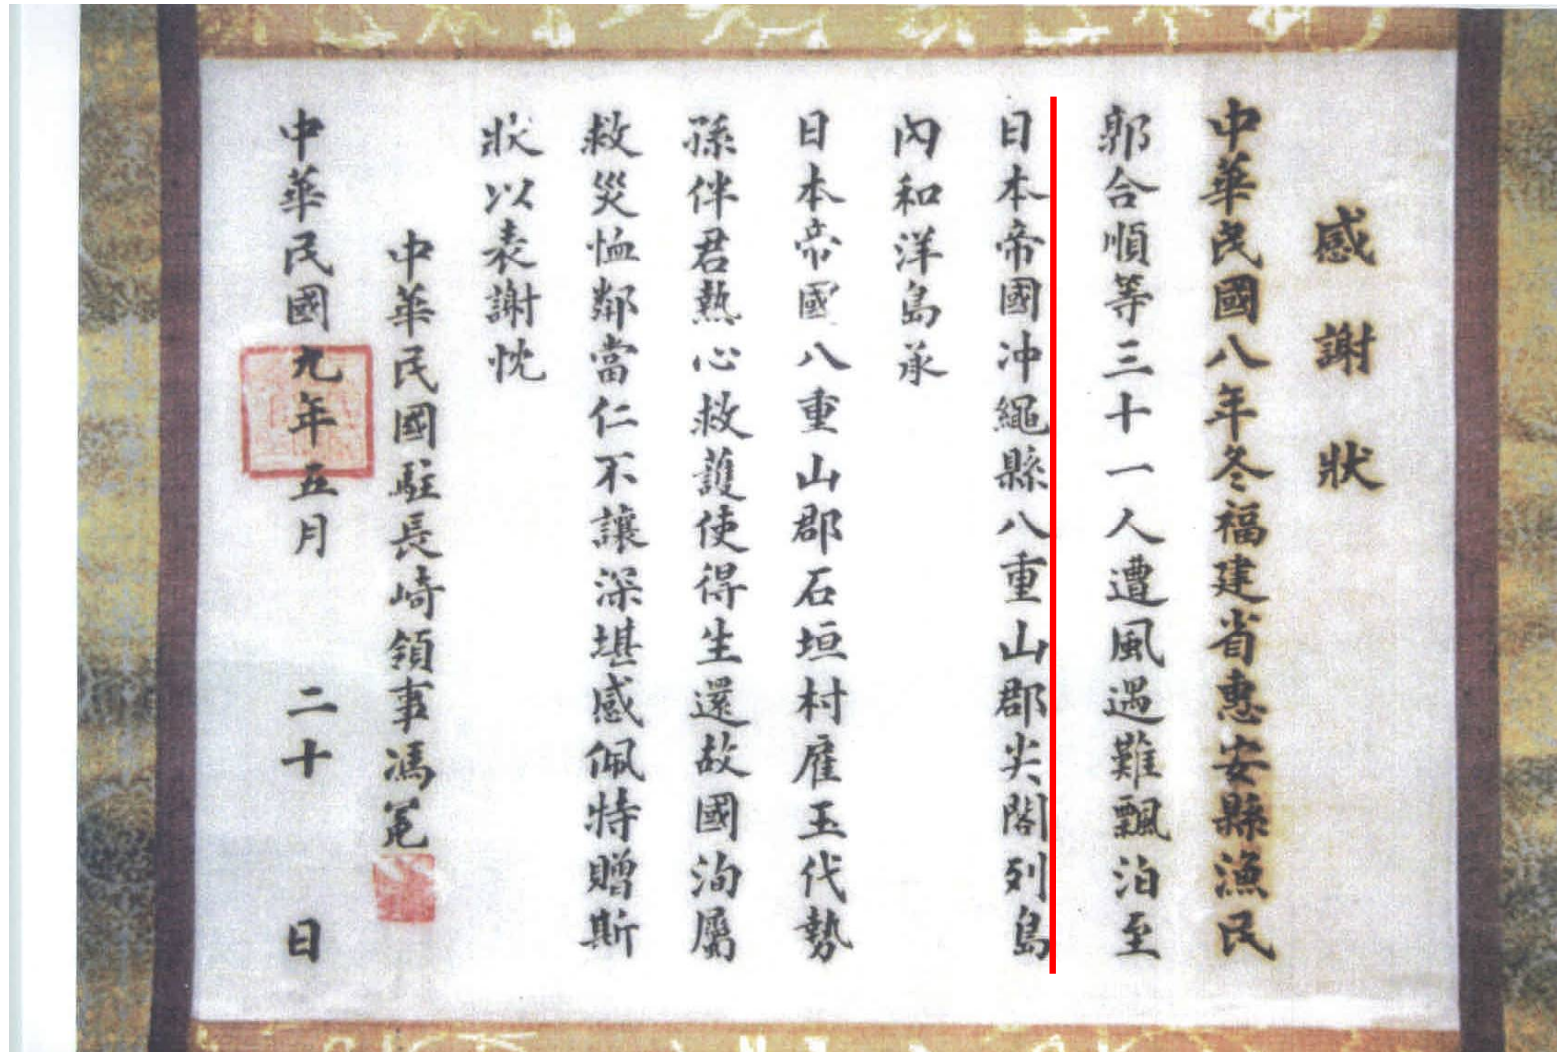 感謝狀
中華民國八年冬福建省惠安縣漁民
郭合順等三十一人遭風遇難飄泊至
日本帝國沖繩縣八重山郡尖閣列島
內和洋島承
日本帝國八重山郡石垣村雇玉代勢
孫伴君熱心救護使得生還故國洵屬
救災恤鄰當仁不讓深堪感佩特贈斯
狀以表謝忱
中華民國駐長崎領事馮冕
中華民國九年五月二十日